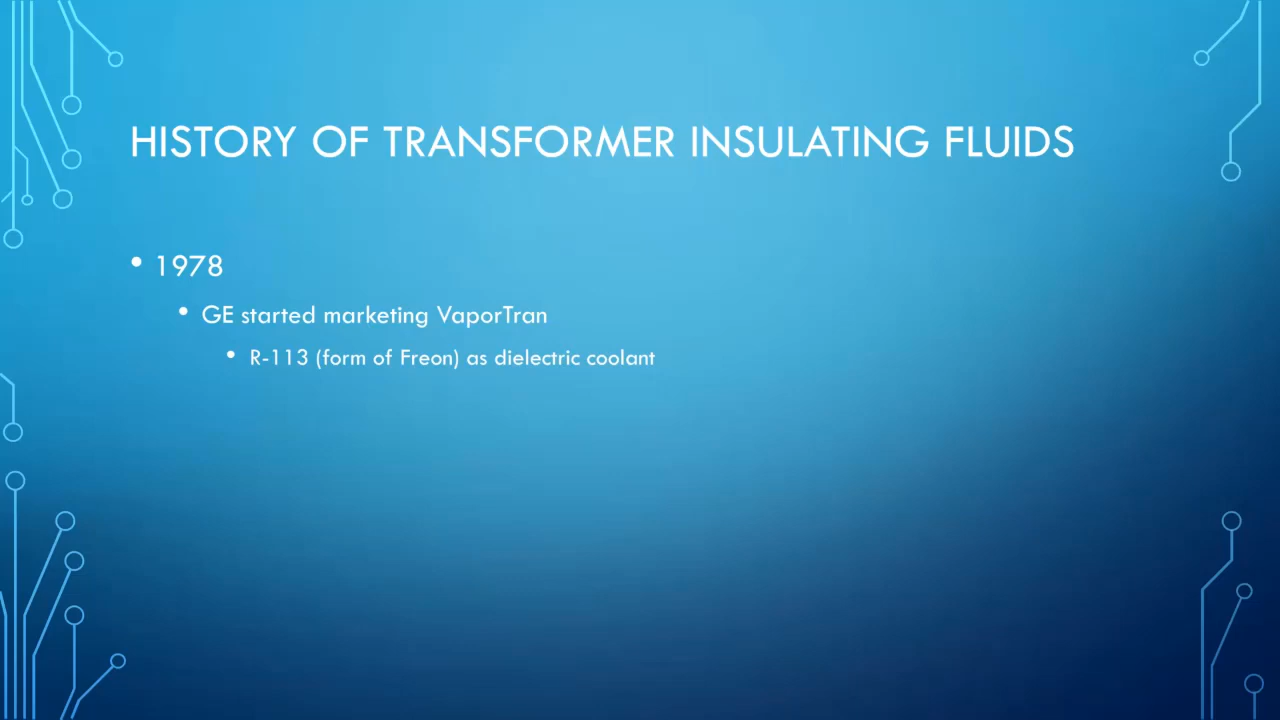 HISTORY OF TRANSFORMER INSULATING FLUIDS
• 1978
• GE started marketing VaporTran
• R-113 (form of Freon) as dielectric coolant